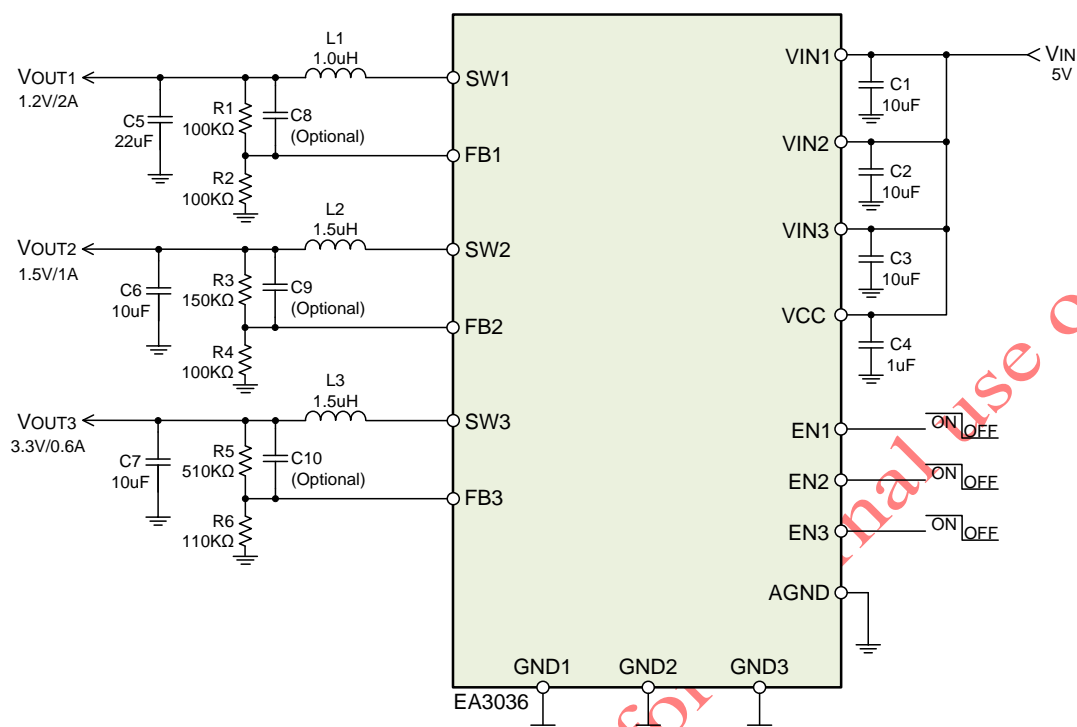 VOUT1
1.2V/2A
C5
22uF
R1
100KΩ
C8
(Optional)
L1
1.0uH
R2
100KΩ
SW1
FB1
VOUT2
1.5V/1A
C6
10uF
R3
150KΩ
C9
(Optional)
L2
1.5uH
R4
100KΩ
SW2
FB2
VOUT3
3.3V/0.6A
C7
10uF
R5
510KΩ
C10
(Optional)
L3
1.5uH
R6
110KΩ
SW3
FB3
VIN1
VIN2
VIN3
VCC
EN1
EN2
EN3
AGND
GND1
GND2
GND3
EA3036
VIN
5V
C1
10uF
C2
10uF
C3
10uF
C4
1uF
ON
OFF
ON
OFF
ON
OFF
for
use